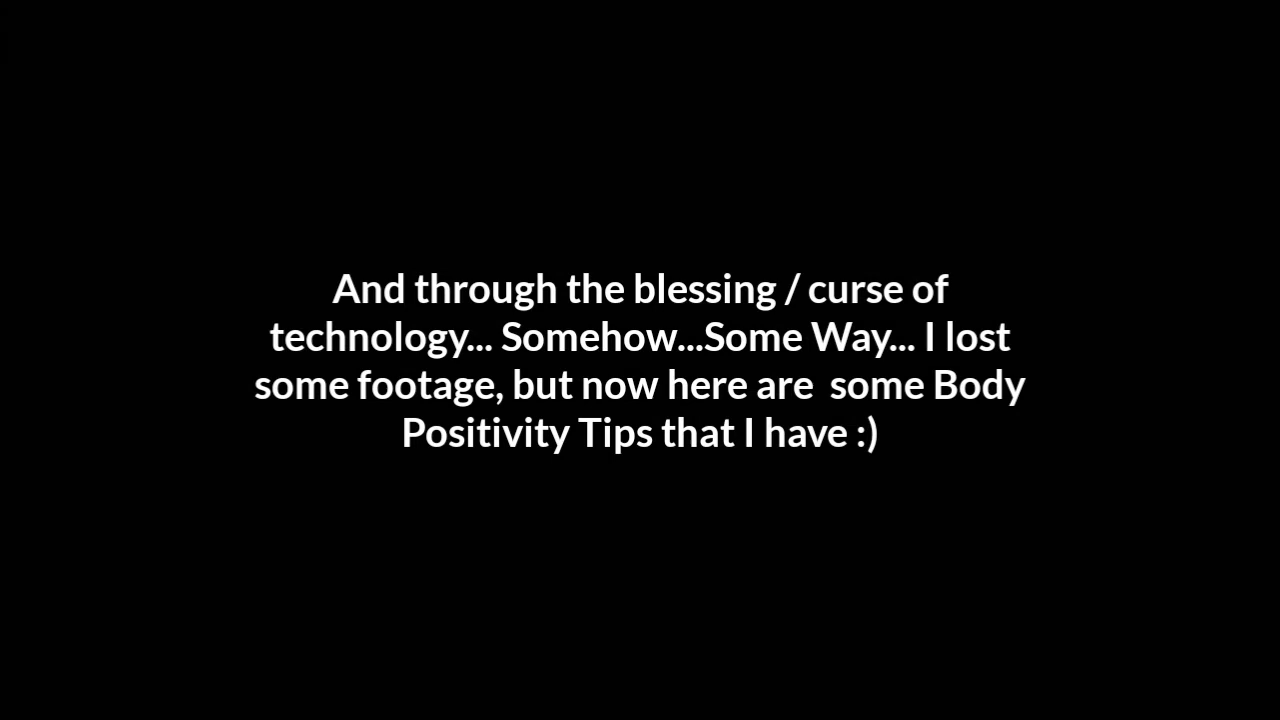 And through the blessing / curse of
technology... Somehow...Some Way... I lost
some footage, but now here are  some Body
Positivity Tips that I have :)